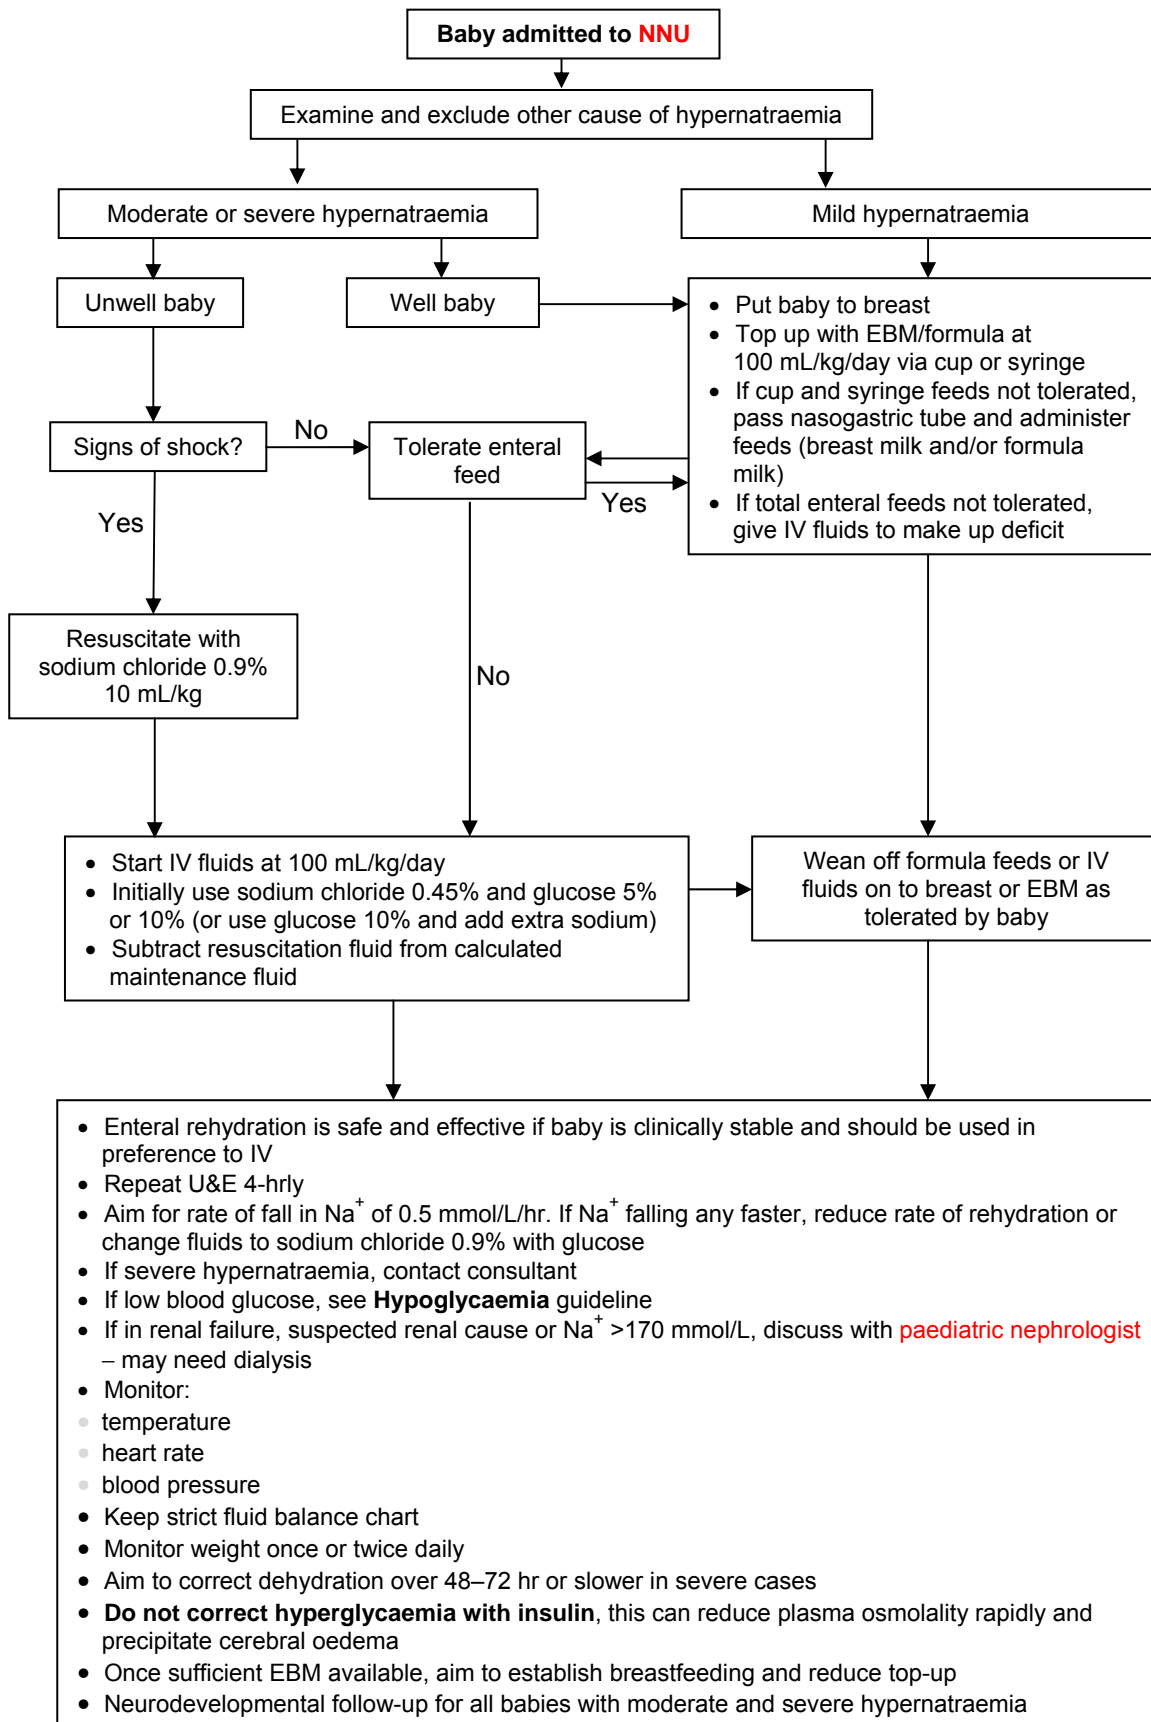 Baby admitted to NNU
Examine and exclude other cause of hypernatraemia
Moderate or severe hypernatraemia
Mild hypernatraemia
Unwell baby
Well baby
• Put baby to breast
• Top up with EBM/formula at
100 mL/kg/day via cup or syringe
• If cup and syringe feeds not tolerated,
pass nasogastric tube and administer
feeds (breast milk and/or formula
milk)
• If total enteral feeds not tolerated,
give IV fluids to make up deficit
Signs of shock?
No
Tolerate enteral
feed
Yes
Yes
Resuscitate with
sodium chloride 0.9%
10 mL/kg
No
• Start IV fluids at 100 mL/kg/day
• Initially use sodium chloride 0.45% and glucose 5%
or 10% (or use glucose 10% and add extra sodium)
• Subtract resuscitation fluid from calculated
maintenance fluid
Wean off formula feeds or IV
fluids on to breast or EBM as
tolerated by baby
• Enteral rehydration is safe and effective if baby is clinically stable and should be used in
preference to IV
• Repeat U&E 4-hrly
• Aim for rate of fall in Na⁺ of 0.5 mmol/L/hr. If Na⁺ falling any faster, reduce rate of rehydration or
change fluids to sodium chloride 0.9% with glucose
• If severe hypernatraemia, contact consultant
• If low blood glucose, see Hypoglycaemia guideline
• If in renal failure, suspected renal cause or Na⁺ >170 mmol/L, discuss with paediatric nephrologist
– may need dialysis
• Monitor:
• temperature
• heart rate
• blood pressure
• Keep strict fluid balance chart
• Monitor weight once or twice daily
• Aim to correct dehydration over 48–72 hr or slower in severe cases
• Do not correct hyperglycaemia with insulin, this can reduce plasma osmolality rapidly and
precipitate cerebral oedema
• Once sufficient EBM available, aim to establish breastfeeding and reduce top-up
• Neurodevelopmental follow-up for all babies with moderate and severe hypernatraemia